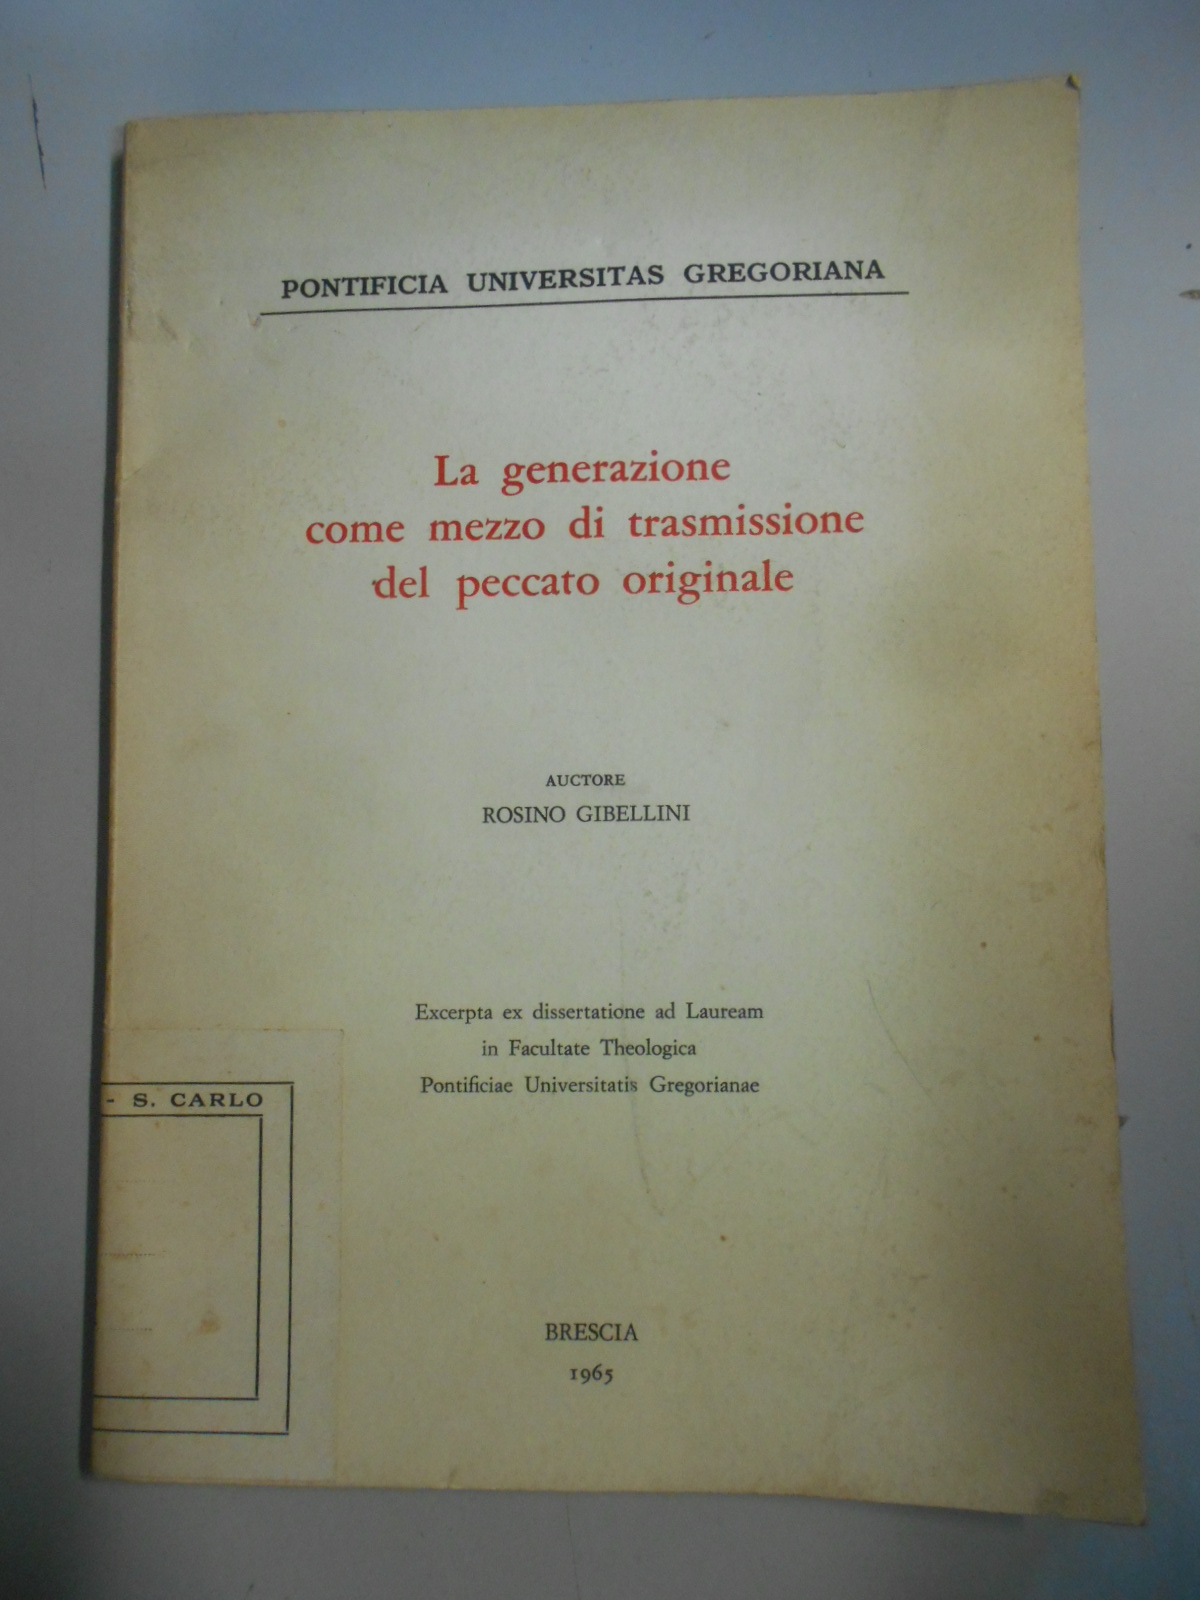 PONTIFICIA UNIVERSITAS GREGORIANA
La generazione
come mezzo di trasmissione
del peccato originale
AUCTORE
ROSINO GIBELLINI
Excerpta ex dissertatione ad Lauream
in Facultate Theologica
Pontificiae Universitatis Gregorianae
- S. CARLO
BRESCIA
1965